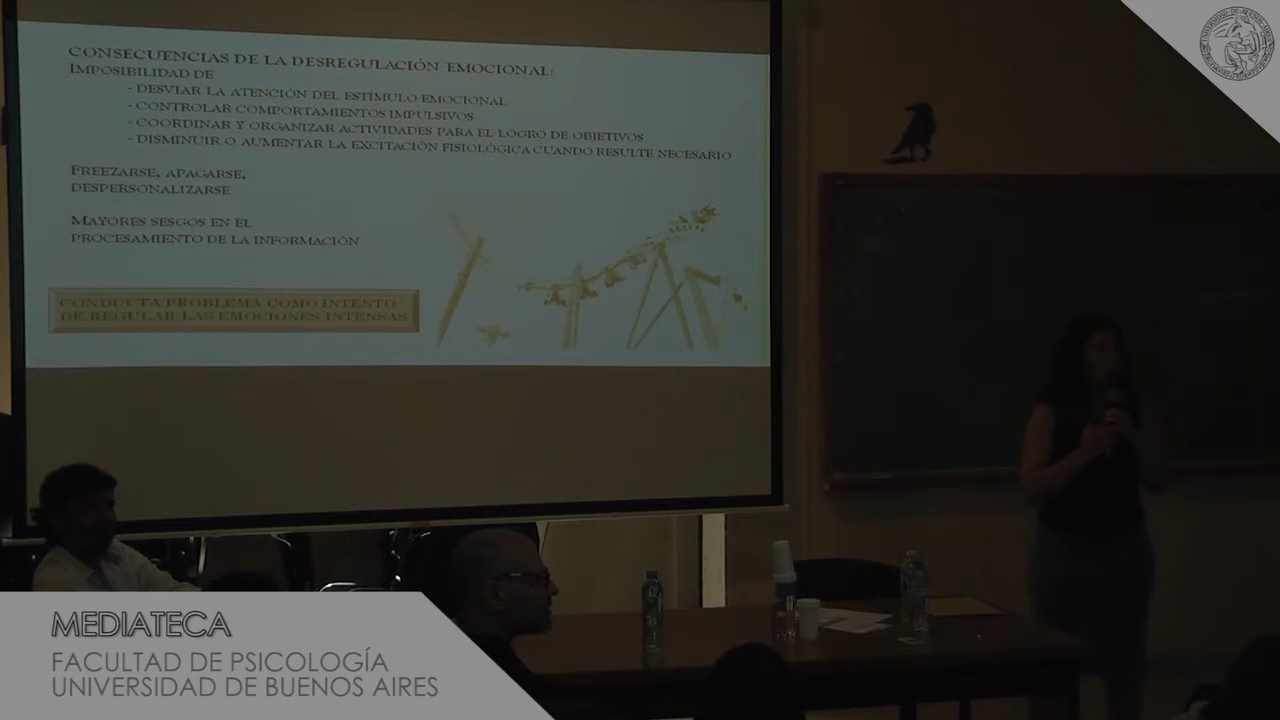 CONSECUENCIAS DE LA DESREGULACIÓN EMOCIONAL:
IMPOSIBILIDAD DE
- DESVIAR LA ATENCIÓN DEL ESTÍMULO EMOCIONAL
- CONTROLAR COMPORTAMIENTOS IMPULSIVOS
- COORDINAR Y ORGANIZAR ACTIVIDADES PARA EL LOGRO DE OBJETIVOS
- DISMINUIR O AUMENTAR LA EXCITACIÓN FISIOLÓGICA CUANDO RESULTE NECESARIO
FREEZARSE, APAGARSE,
DESPERSONALIZARSE
MAYORES SESGOS EN EL
PROCESAMIENTO DE LA INFORMACIÓN
CONDUCTA PROBLEMA COMO INTENTO
DE REGULAR LAS EMOCIONES INTENSAS
MEDIATECA
FACULTAD DE PSICOLOGÍA
UNIVERSIDAD DE BUENOS AIRES